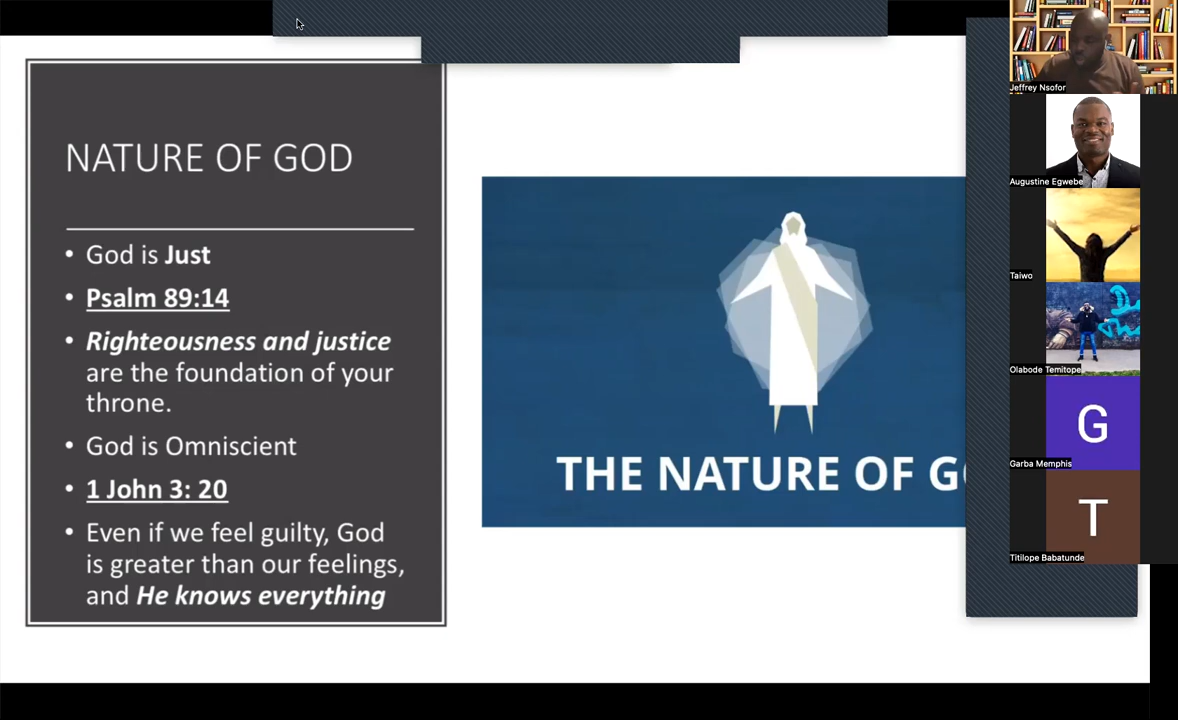 NATURE OF GOD
• God is Just
• Psalm 89:14
• Righteousness and justice
are the foundation of your
throne.
• God is Omniscient
• 1 John 3: 20
• Even if we feel guilty, God
is greater than our feelings,
and He knows everything
THE NATURE OF G
Jeffrey Nsofor
Augustine Egwebe
Taiwo
Olabode Temitope
G
Garba Memphis
T
Titilope Babatunde